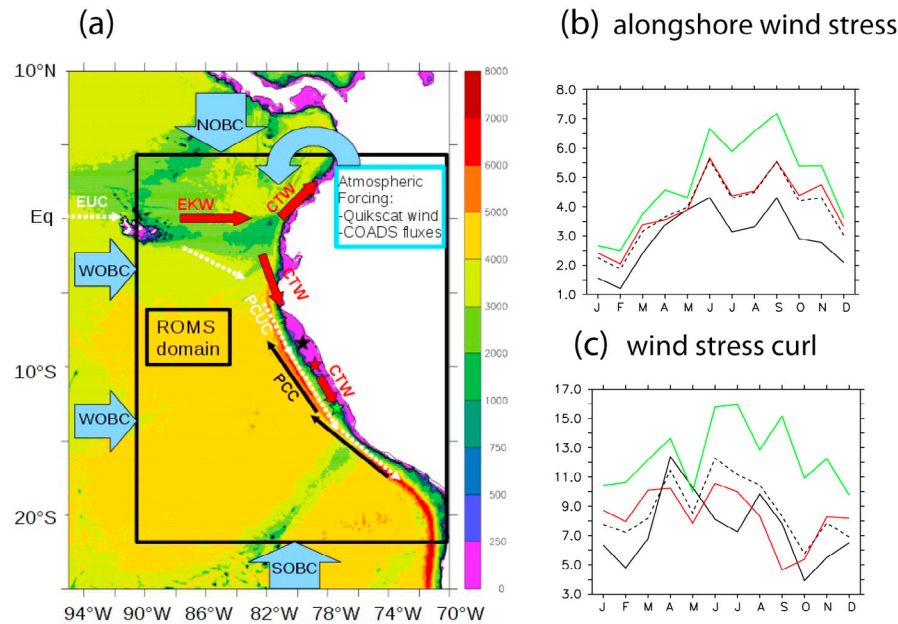 (a)
10°N
Eq
10°S
20°S
94°W 90°W 86°W 82°W 78°W 74°W 70°W
NOBC
EUC
EKW
CTW
Atmospheric
Forcing:
-Quikscat wind
-COADS fluxes
WOBC
CTW
ROMS
domain
PCUC
PCC
CTW
WOBC
SOBC
8000
7000
6000
5000
4000
3000
2000
1000
750
500
250
0
(b) alongshore wind stress
8.0
7.0
6.0
5.0
4.0
3.0
2.0
1.0
J F M A M J J A S O N D
(c) wind stress curl
17.0
15.0
13.0
11.0
9.0
7.0
5.0
3.0
J F M A M J J A S O N D